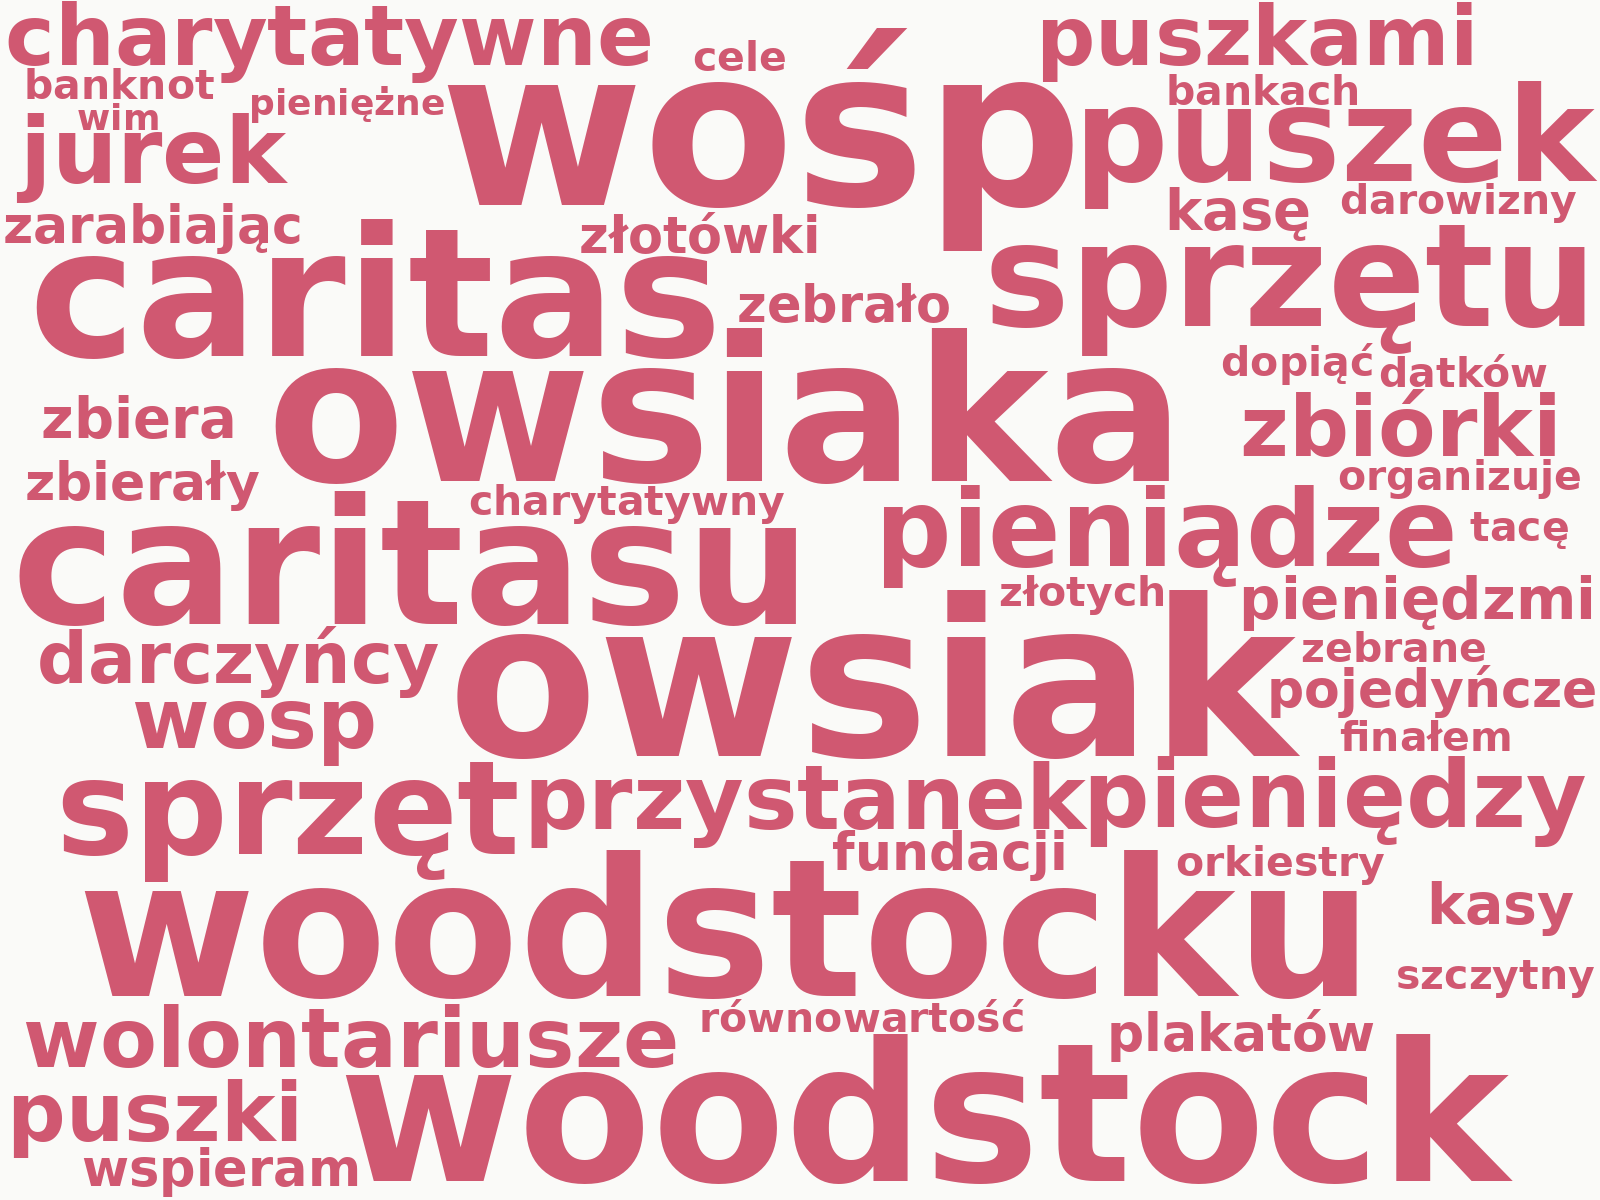 charytatywne
cele
puszkami
banknot
pieniężne
wośp
bankach
wim
jurek
puszek
zarabiając
złotówki
kasę
darowizny
caritas
zebrało
sprzętu
owsiaka
dopiąć
datków
zbiera
zbiórki
zbierały
charytatywny
organizuje
caritasu
pieniądze
tacę
złotych
pieniędzmi
darczyńcy
owsiak
zebrane
pojedyńcze
wosp
finałem
sprzęt
przystanek
pieniędzy
fundacji
orkiestry
woodstocku
kasy
szczytny
wolontariusze
równowartość
plakatów
puszki
woodstock
wspieram